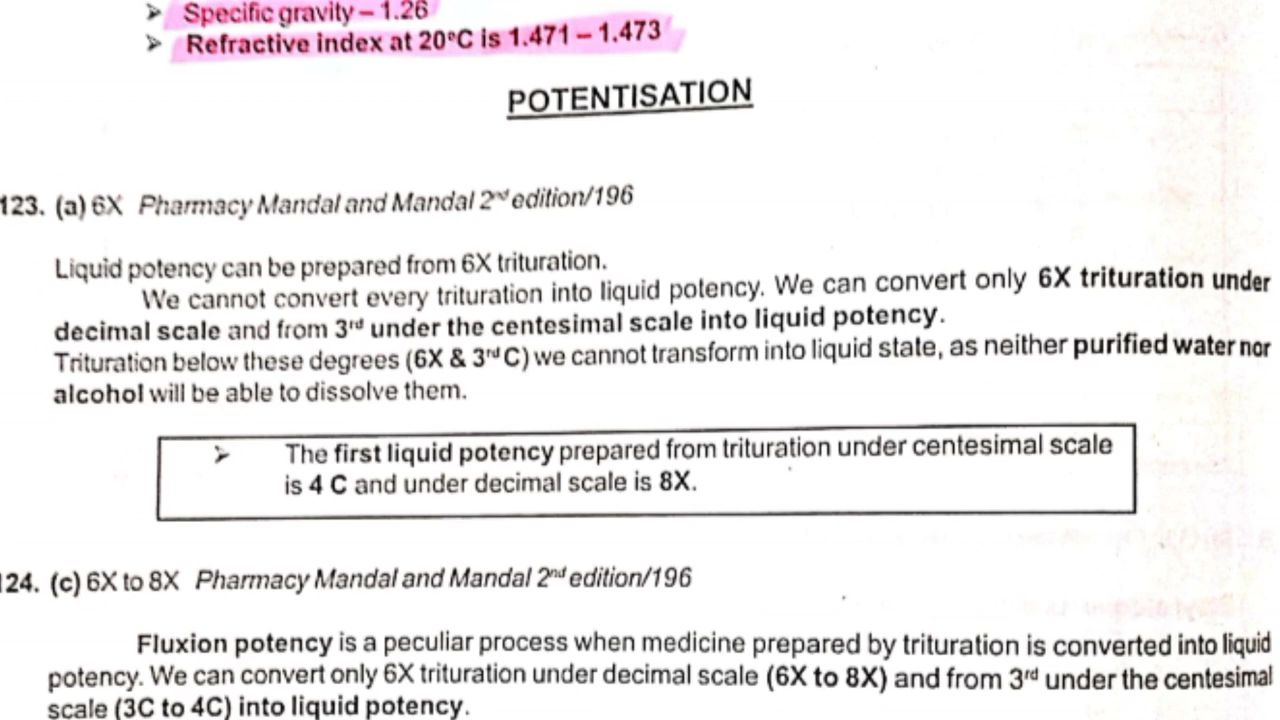 ➤ Specific gravity – 1.26
➤ Refractive index at 20°C is 1.471 – 1.473
POTENTISATION
123. (a) 6X Pharmacy Mandal and Mandal 2nd edition/196
Liquid potency can be prepared from 6X trituration.
We cannot convert every trituration into liquid potency. We can convert only 6X trituration under
decimal scale and from 3rd under the centesimal scale into liquid potency.
Trituration below these degrees (6X & 3rd C) we cannot transform into liquid state, as neither purified water nor
alcohol will be able to dissolve them.
➤ The first liquid potency prepared from trituration under centesimal scale
is 4 C and under decimal scale is 8X.
124. (c) 6X to 8X Pharmacy Mandal and Mandal 2nd edition/196
Fluxion potency is a peculiar process when medicine prepared by trituration is converted into liquid
potency. We can convert only 6X trituration under decimal scale (6X to 8X) and from 3rd under the centesimal
scale (3C to 4C) into liquid potency.